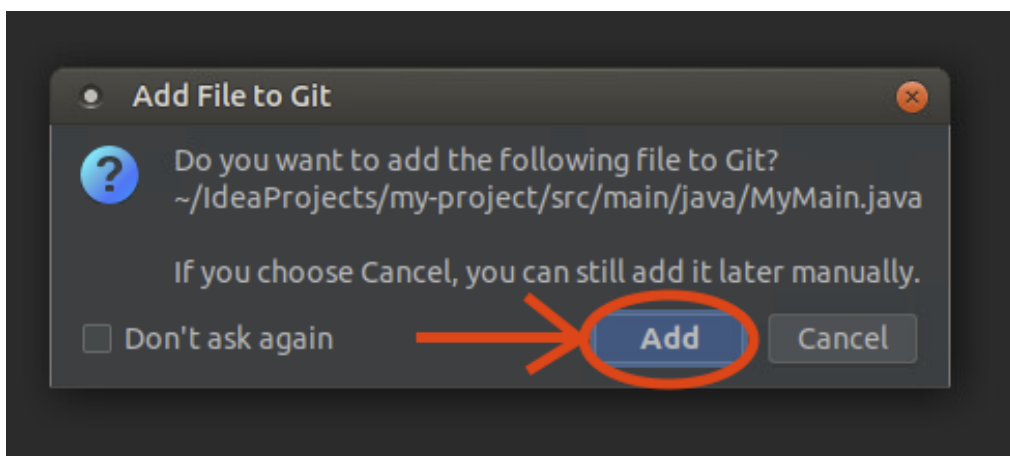 Add File to Git
Do you want to add the following file to Git?
~/IdeaProjects/my-project/src/main/java/MyMain.java
If you choose Cancel, you can still add it later manually.
Don't ask again
Add
Cancel